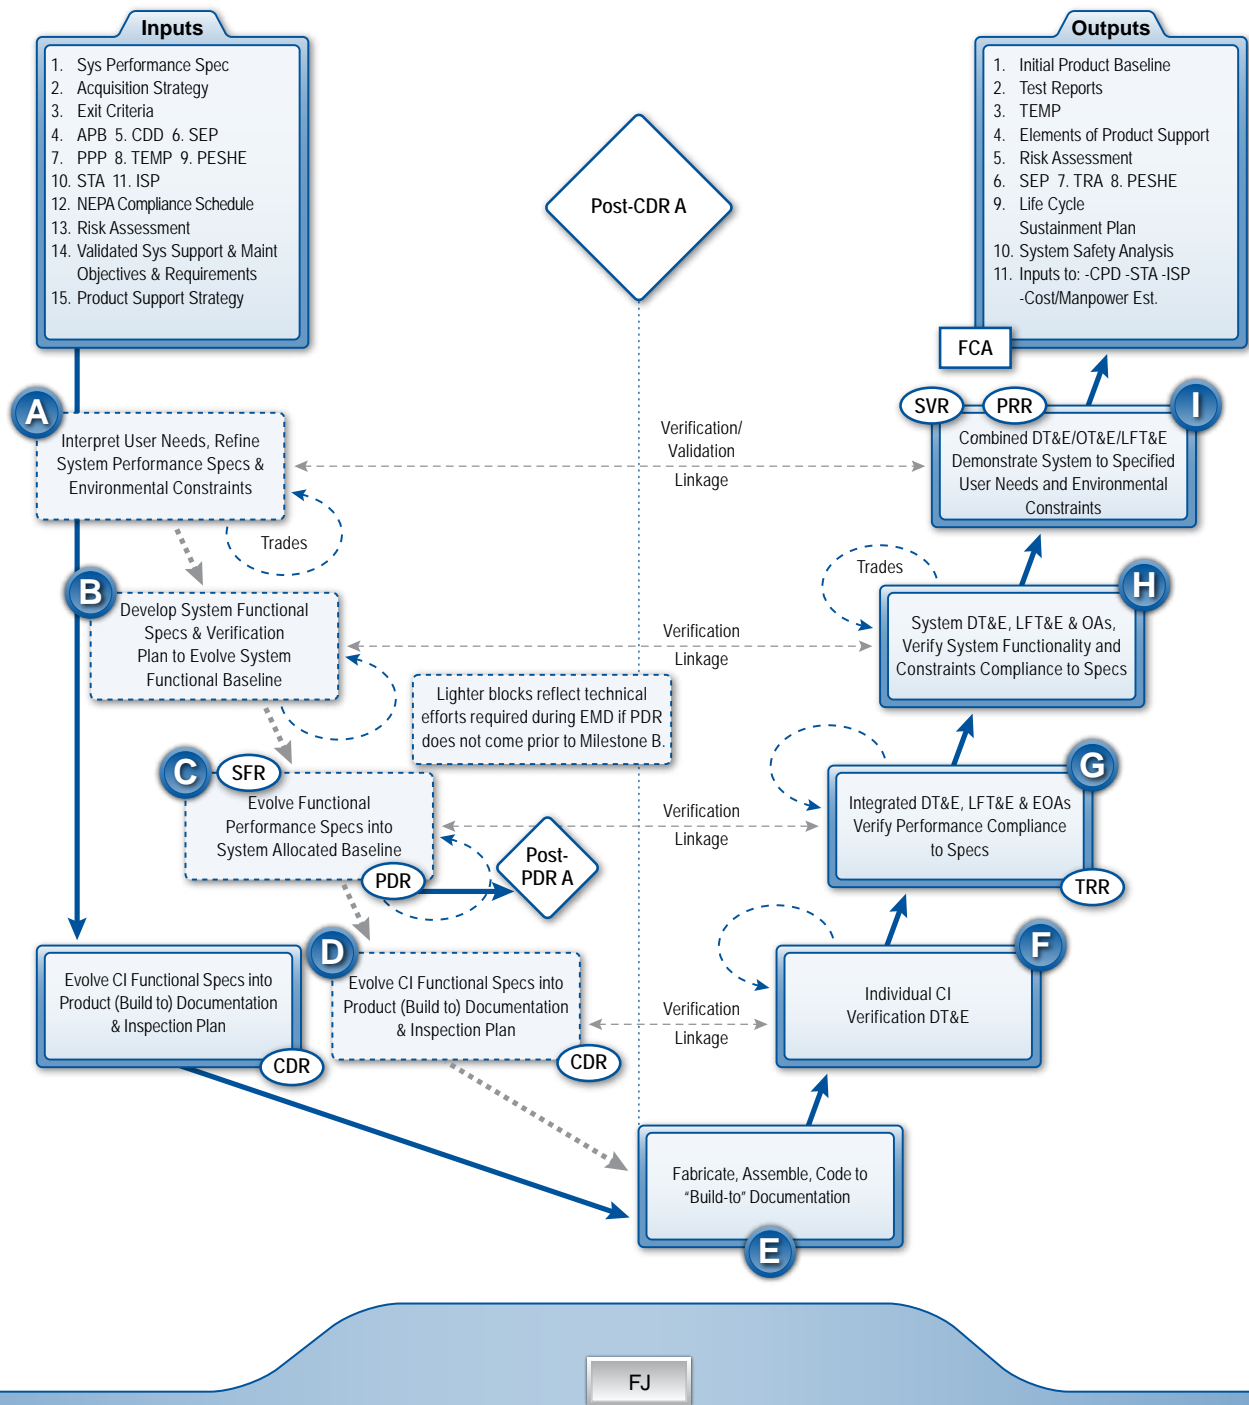 Inputs
1. Sys Performance Spec
2. Acquisition Strategy
3. Exit Criteria
4. APB 5. CDD 6. SEP
7. PPP 8. TEMP 9. PESHE
10. STA 11. ISP
12. NEPA Compliance Schedule
13. Risk Assessment
14. Validated Sys Support & Maint
Objectives & Requirements
15. Product Support Strategy
Post-CDR A
Outputs
1. Initial Product Baseline
2. Test Reports
3. TEMP
4. Elements of Product Support
5. Risk Assessment
6. SEP 7. TRA 8. PESHE
9. Life Cycle
Sustainment Plan
10. System Safety Analysis
11. Inputs to: -CPD -STA -ISP
-Cost/Manpower Est.
FCA
A
Interpret User Needs, Refine
System Performance Specs &
Environmental Constraints
Trades
Verification/
Validation
Linkage
SVR
PRR
I
Combined DT&E/OT&E/LFT&E
Demonstrate System to Specified
User Needs and Environmental
Constraints
B
Develop System Functional
Specs & Verification
Plan to Evolve System
Functional Baseline
Verification
Linkage
Trades
H
System DT&E, LFT&E & OAs,
Verify System Functionality and
Constraints Compliance to Specs
Lighter blocks reflect technical
efforts required during EMD if PDR
does not come prior to Milestone B.
C
SFR
Evolve Functional
Performance Specs into
System Allocated Baseline
PDR
Post-
PDR A
Verification
Linkage
G
Integrated DT&E, LFT&E & EOAs
Verify Performance Compliance
to Specs
TRR
Evolve CI Functional Specs into
Product (Build to) Documentation
& Inspection Plan
CDR
D
Evolve CI Functional Specs into
Product (Build to) Documentation
& Inspection Plan
CDR
Verification
Linkage
F
Individual CI
Verification DT&E
Fabricate, Assemble, Code to
“Build-to” Documentation
E
FJ